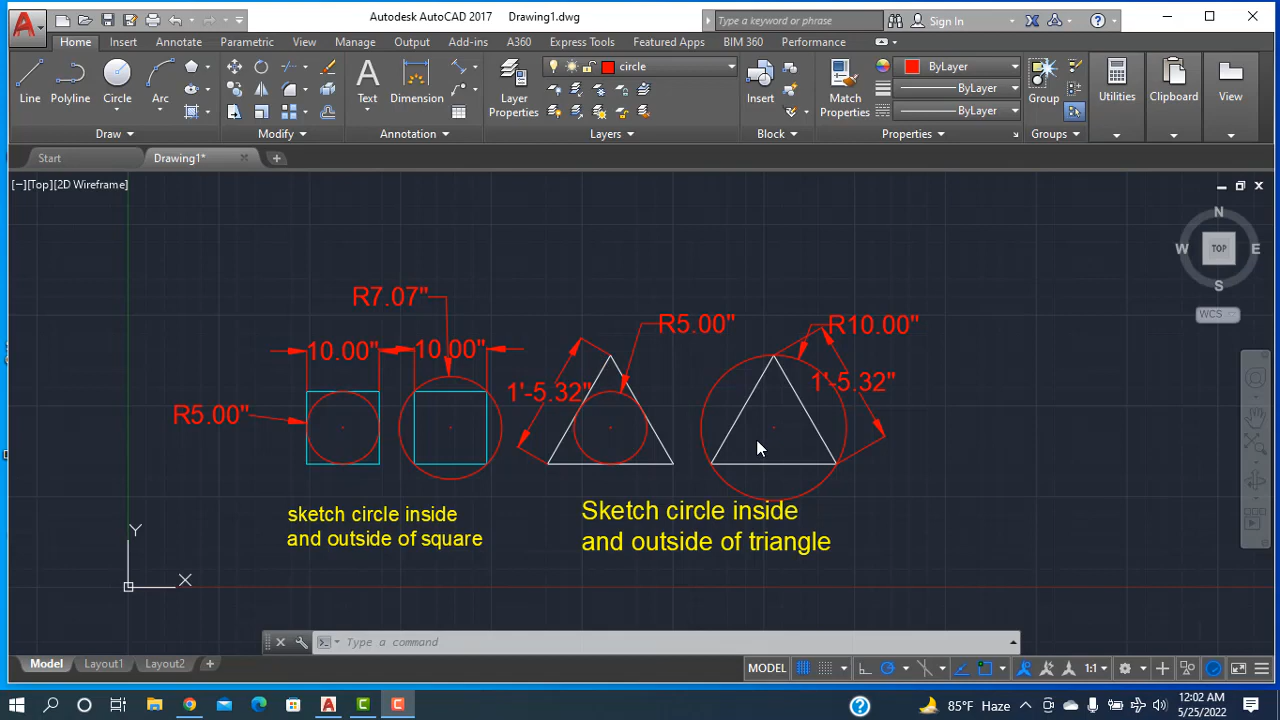 Autodesk AutoCAD 2017 Drawing1.dwg
Type a keyword or phrase
Sign In
Home Insert Annotate Parametric View Manage Output Add-ins A360 Express Tools Featured Apps BIM 360 Performance
Line Polyline Circle Arc
Text Dimension
Layer Properties
circle
Insert
Match Properties
ByLayer
ByLayer
ByLayer
Group
Utilities
Clipboard
View
Draw Modify Annotation Layers Block Properties Groups
Start Drawing1*
[−][Top][2D Wireframe]
N
W TOP E
S
WCS
R7.07"
R5.00" R10.00"
10.00" 10.00"
1'-5.32" 1'-5.32"
R5.00"
sketch circle inside
and outside of square
Sketch circle inside
and outside of triangle
Y
X
Type a command
Model Layout1 Layout2
MODEL 1:1
85°F Haze
12:02 AM
5/25/2022